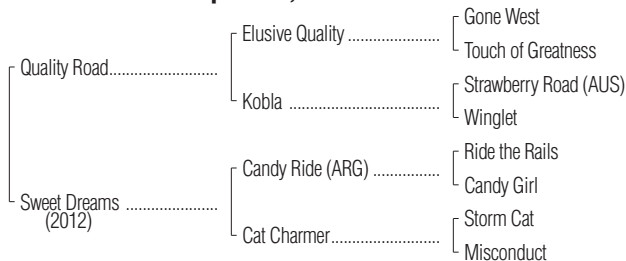 Gone West
Elusive Quality ....................
Touch of Greatness
Quality Road........................
Strawberry Road (AUS)
Kobla .................................
Winglet
Ride the Rails
Candy Ride (ARG) ...............
Candy Girl
Sweet Dreams ....................
(2012)
Storm Cat
Cat Charmer........................
Misconduct